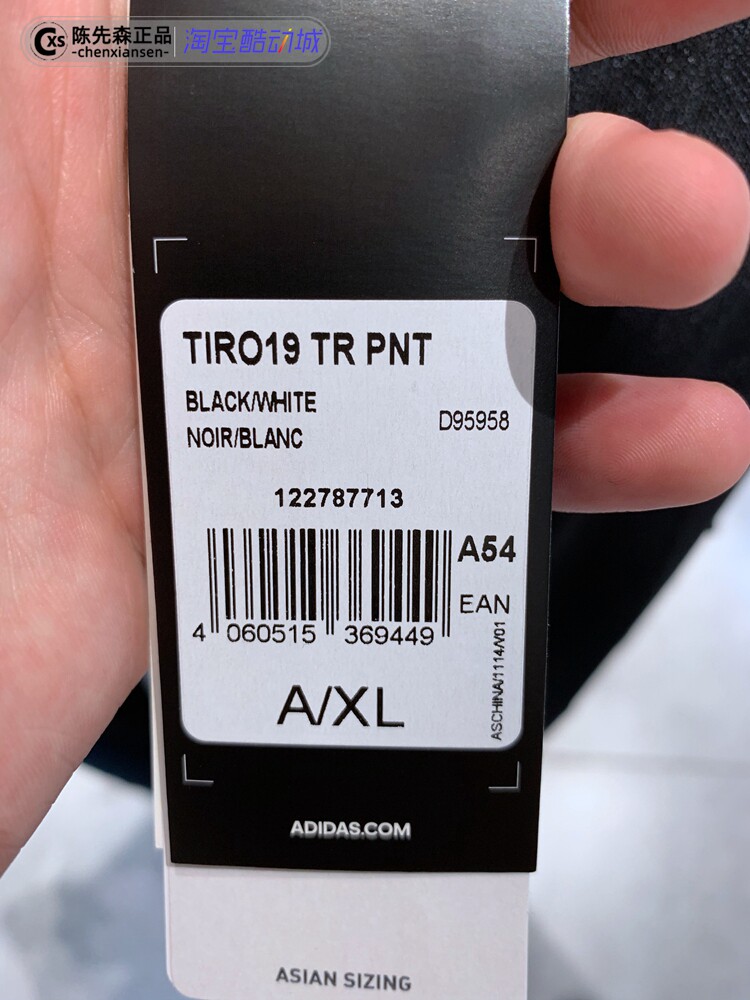 CXS
陈先森正品
-chenxiansen-
淘宝酷动城
TIRO19 TR PNT
BLACK/WHITE
D95958
NOIR/BLANC
122787713
A54
EAN
4 060515 369449
A/XL
ASCHINA/1114/V01
ADIDAS.COM
ASIAN SIZING